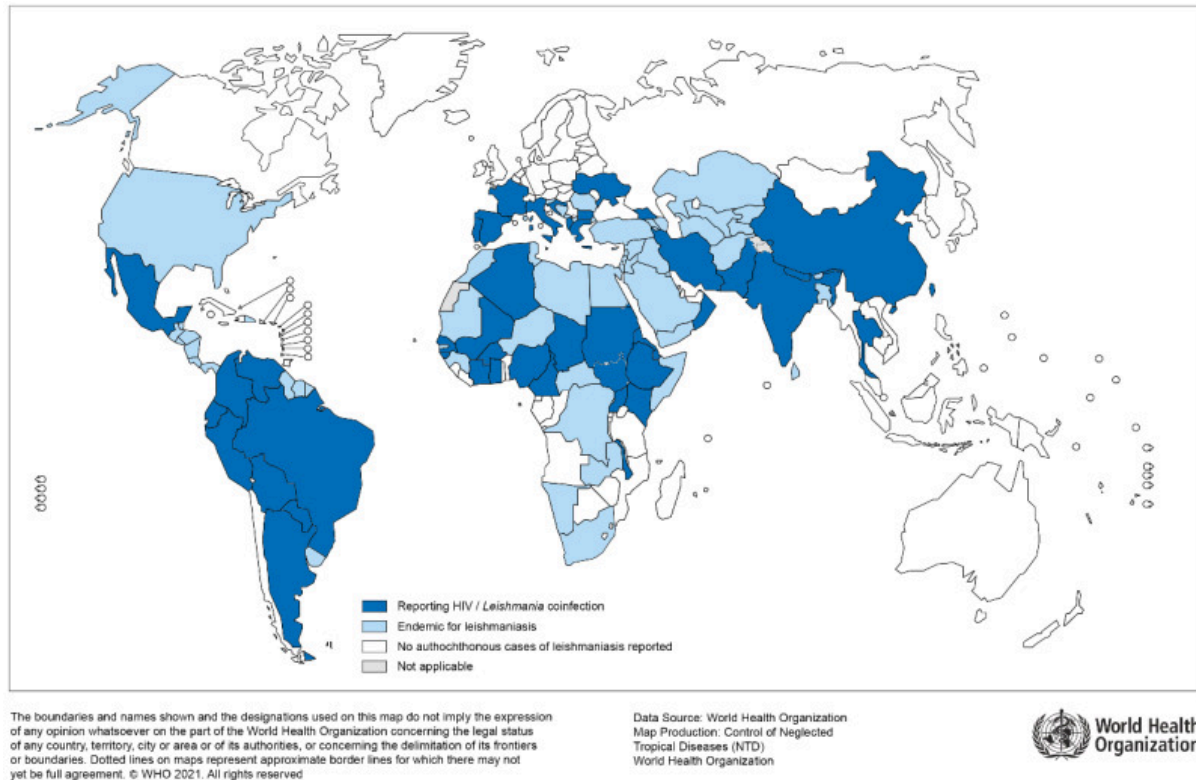 Reporting HIV / Leishmania coinfection
Endemic for leishmaniasis
No authochthonous cases of leishmaniasis reported
Not applicable
The boundaries and names shown and the designations used on this map do not imply the expression
of any opinion whatsoever on the part of the World Health Organization concerning the legal status
of any country, territory, city or area or of its authorities, or concerning the delimitation of its frontiers
or boundaries. Dotted lines on maps represent approximate border lines for which there may not
yet be full agreement. © WHO 2021. All rights reserved
Data Source: World Health Organization
Map Production: Control of Neglected
Tropical Diseases (NTD)
World Health Organization
World Health
Organization